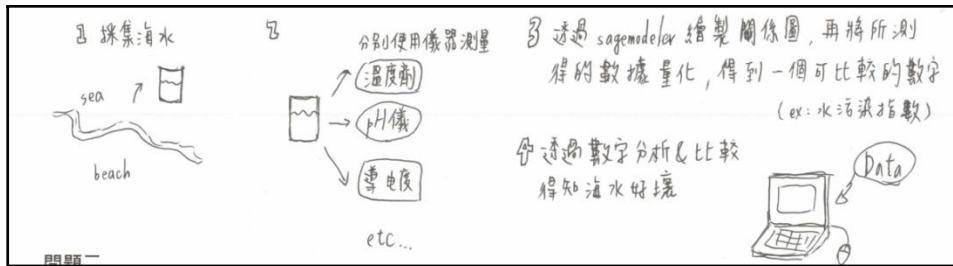 1 採集海水
sea
beach
2
分別使用儀器測量
溫度劑
pH儀
導电度
etc...
3 透過 sagemodeler 繪製關係圖,再將所測
得的數據量化,得到一個可比較的數字
(ex:水污染指數)
4 透過數字分析&比較
得知海水好壞
Data
問題二